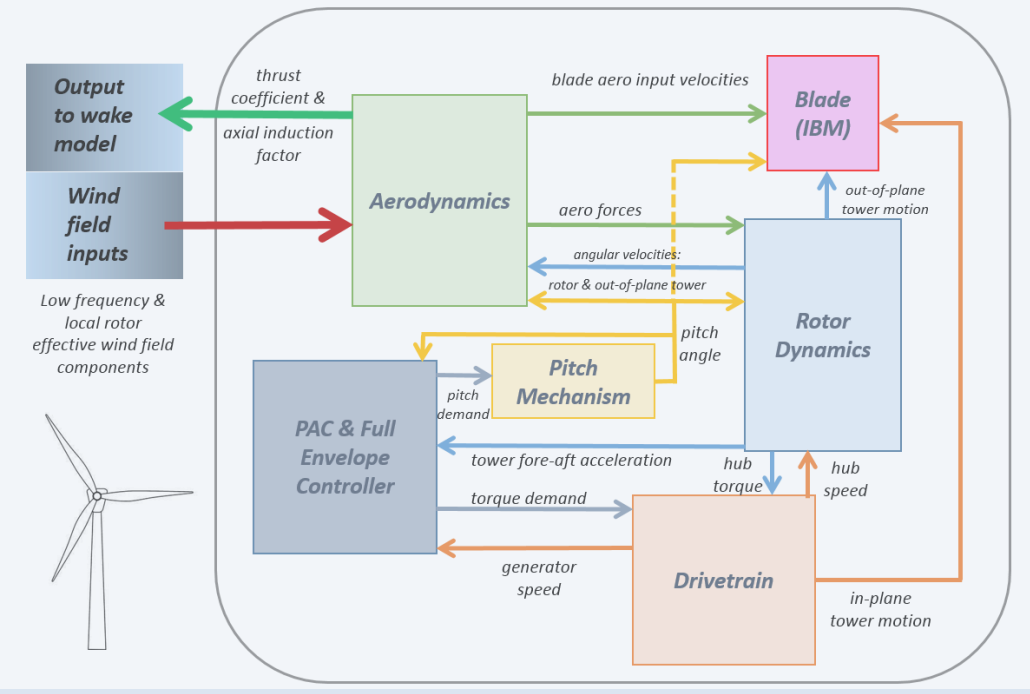 Output
to wake
model
Wind
field
inputs
Low frequency &
local rotor
effective wind field
components
thrust
coefficient &
axial induction
factor
Aerodynamics
blade aero input velocities
Blade
(IBM)
out-of-plane
tower motion
aero forces
angular velocities:
rotor & out-of-plane tower
Rotor
Dynamics
pitch
angle
Pitch
Mechanism
pitch
demand
PAC & Full
Envelope
Controller
tower fore-aft acceleration
hub
torque
hub
speed
torque demand
generator
speed
Drivetrain
in-plane
tower motion